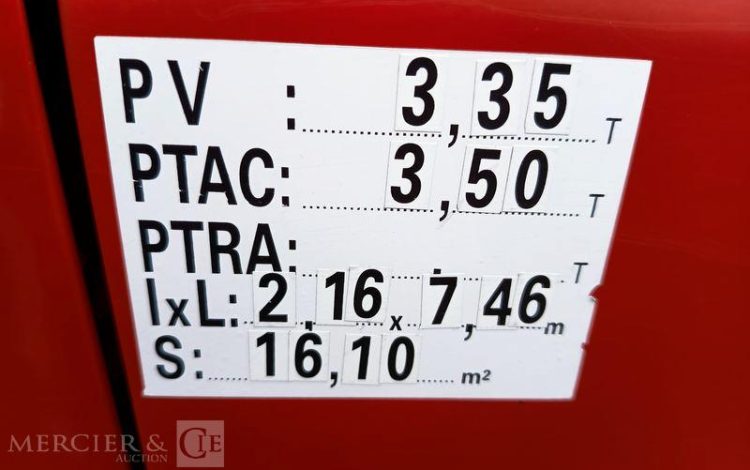 PV : 3,35 T
PTAC: 3,50 T
PTRA: , T
lxL: 2,16 x 7,46 m
S: 16,10 m²
MERCIER & CIE
AUCTION